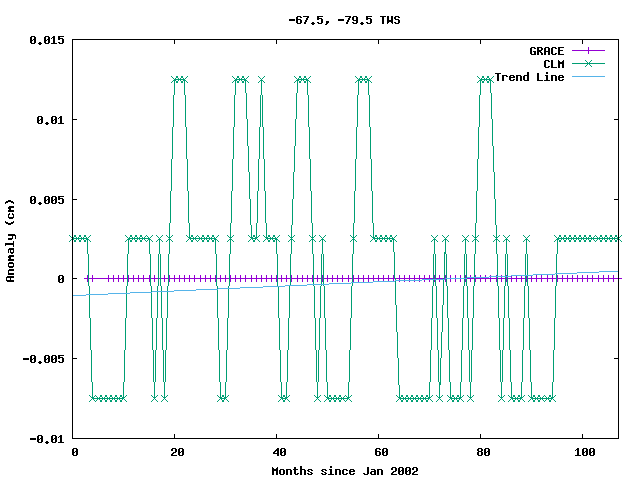 -67.5, -79.5 TWS
GRACE
CLM
Trend Line
0.015
0.01
0.005
0
-0.005
-0.01
Anomaly (cm)
0 20 40 60 80 100
Months since Jan 2002